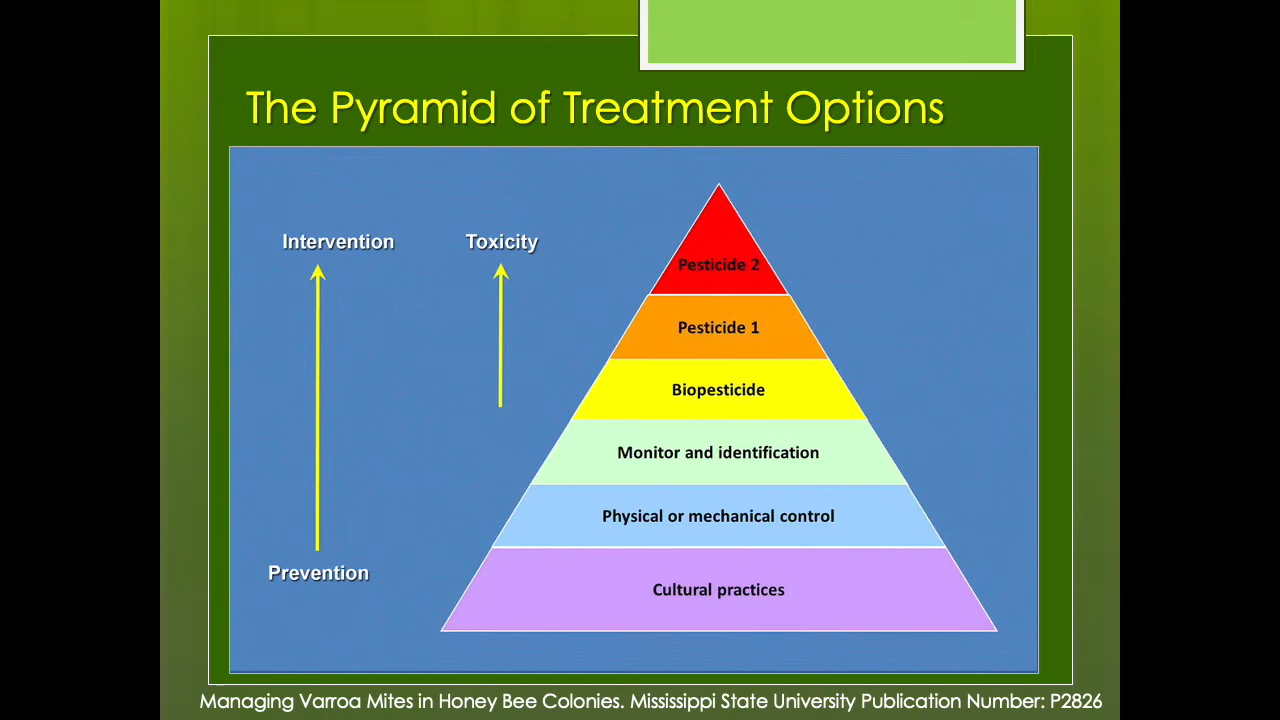 The Pyramid of Treatment Options
Intervention
Toxicity
Prevention
Pesticide 2
Pesticide 1
Biopesticide
Monitor and identification
Physical or mechanical control
Cultural practices
Managing Varroa Mites in Honey Bee Colonies. Mississippi State University Publication Number: P2826